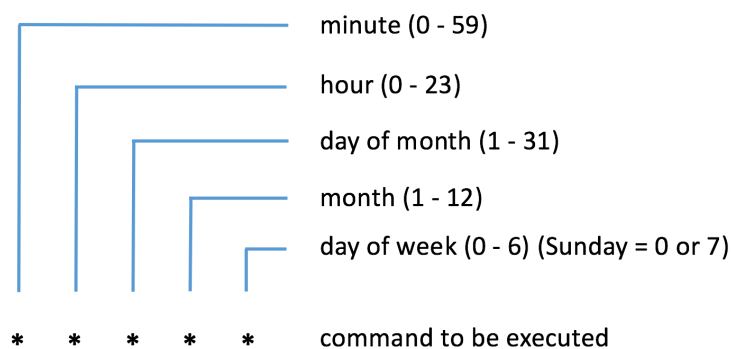 minute (0 - 59)
hour (0 - 23)
day of month (1 - 31)
month (1 - 12)
day of week (0 - 6) (Sunday = 0 or 7)
* * * * * command to be executed